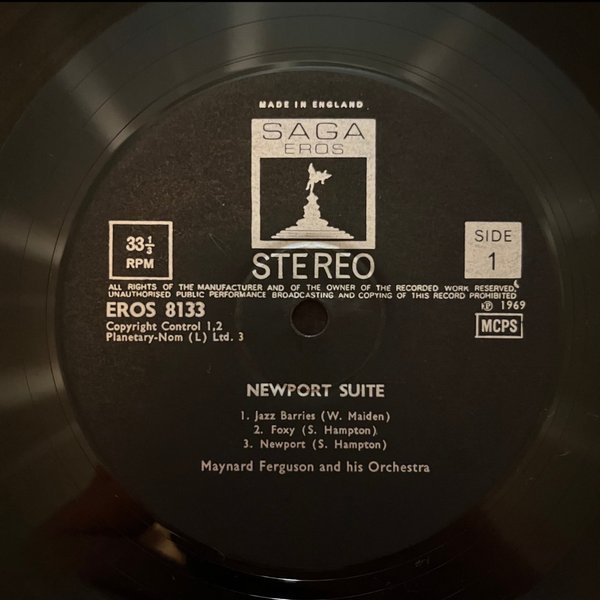 MADE IN ENGLAND
SAGA
EROS
33⅓
RPM
STEREO
SIDE
1
ALL RIGHTS OF THE MANUFACTURER AND OF THE OWNER OF THE RECORDED WORK RESERVED,
UNAUTHORISED PUBLIC PERFORMANCE BROADCASTING AND COPYING OF THIS RECORD PROHIBITED
EROS 8133
℗ 1969
Copyright Control 1,2
MCPS
Planetary-Nom (L) Ltd. 3
NEWPORT SUITE
1. Jazz Barries (W. Maiden)
2. Foxy (S. Hampton)
3. Newport (S. Hampton)
Maynard Ferguson and his Orchestra